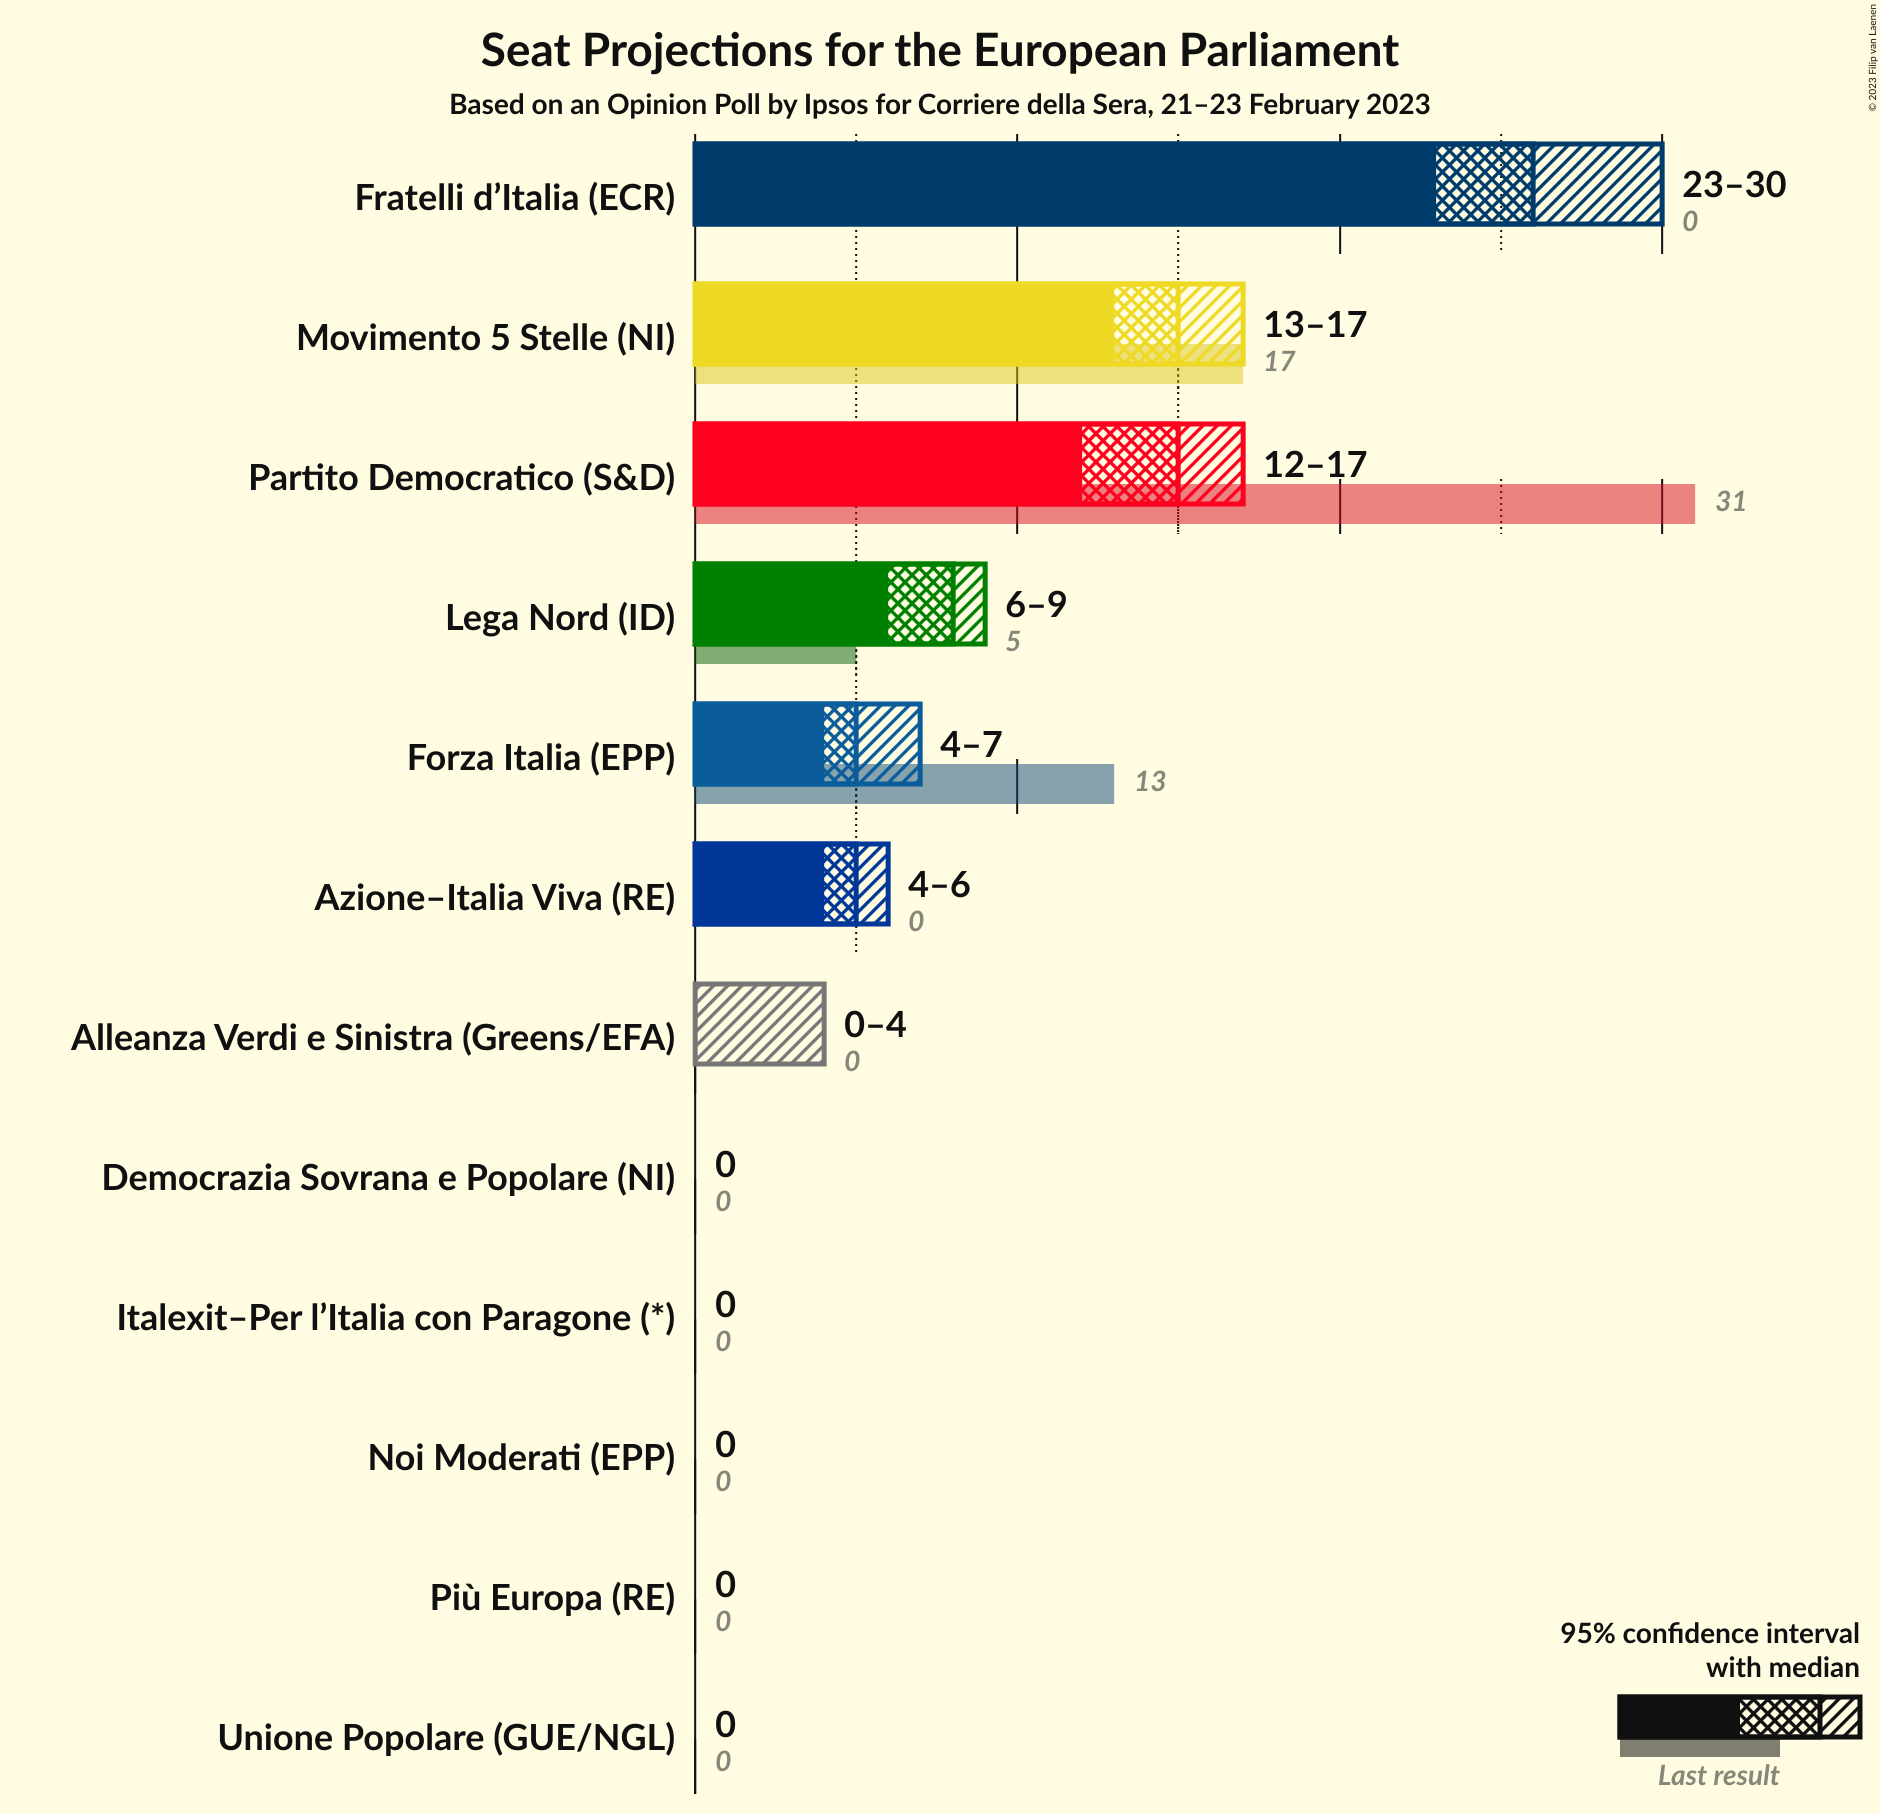 Seat Projections for the European Parliament
Based on an Opinion Poll by Ipsos for Corriere della Sera, 21–23 February 2023
© 2023 Filip van Laenen
Fratelli d’Italia (ECR)
23–30
0
Movimento 5 Stelle (NI)
13–17
17
Partito Democratico (S&D)
12–17
31
Lega Nord (ID)
6–9
5
Forza Italia (EPP)
4–7
13
Azione–Italia Viva (RE)
4–6
0
Alleanza Verdi e Sinistra (Greens/EFA)
0–4
0
Democrazia Sovrana e Popolare (NI)
0
0
Italexit–Per l’Italia con Paragone (*)
0
0
Noi Moderati (EPP)
0
0
Più Europa (RE)
0
0
Unione Popolare (GUE/NGL)
0
0
95% confidence interval
with median
Last result